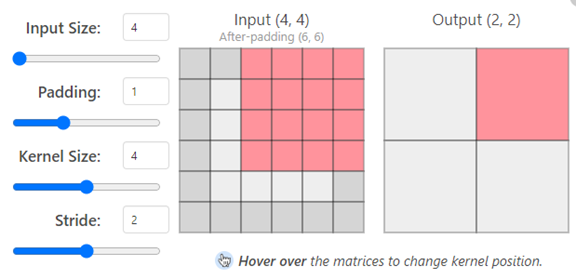 Input Size: 4
Padding: 1
Kernel Size: 4
Stride: 2
Input (4, 4)
After-padding (6, 6)
Output (2, 2)
Hover over the matrices to change kernel position.